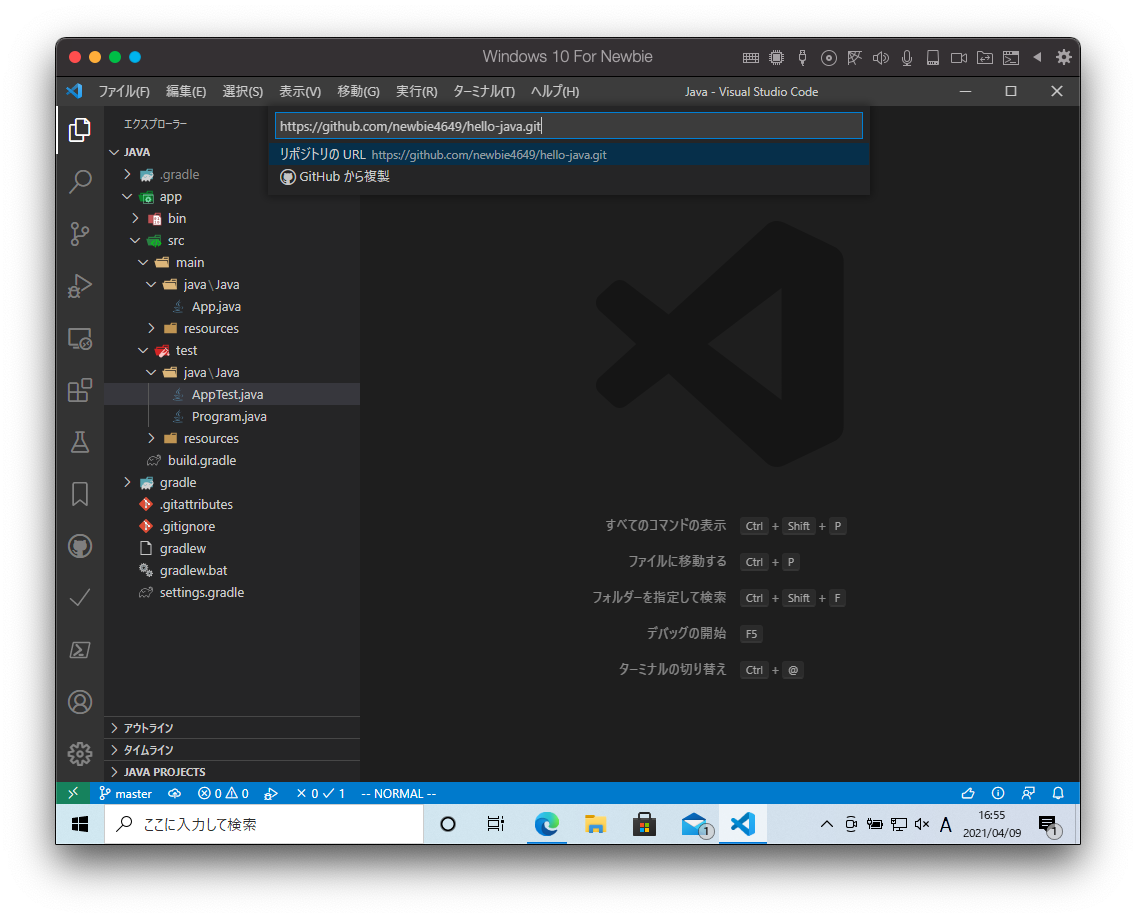 Windows 10 For Newbie
ファイル(F) 編集(E) 選択(S) 表示(V) 移動(G) 実行(R) ターミナル(T) ヘルプ(H) Java - Visual Studio Code
エクスプローラー
https://github.com/newbie4649/hello-java.git
リポジトリの URL https://github.com/newbie4649/hello-java.git
GitHub から複製
JAVA
.gradle
app
bin
src
main
java\Java
App.java
resources
test
java\Java
AppTest.java
Program.java
resources
build.gradle
gradle
.gitattributes
.gitignore
gradlew
gradlew.bat
settings.gradle
すべてのコマンドの表示 Ctrl + Shift + P
ファイルに移動する Ctrl + P
フォルダーを指定して検索 Ctrl + Shift + F
デバッグの開始 F5
ターミナルの切り替え Ctrl + @
アウトライン
タイムライン
JAVA PROJECTS
master 0 0 0 1 -- NORMAL --
ここに入力して検索 1 A 16:55 1
2021/04/09